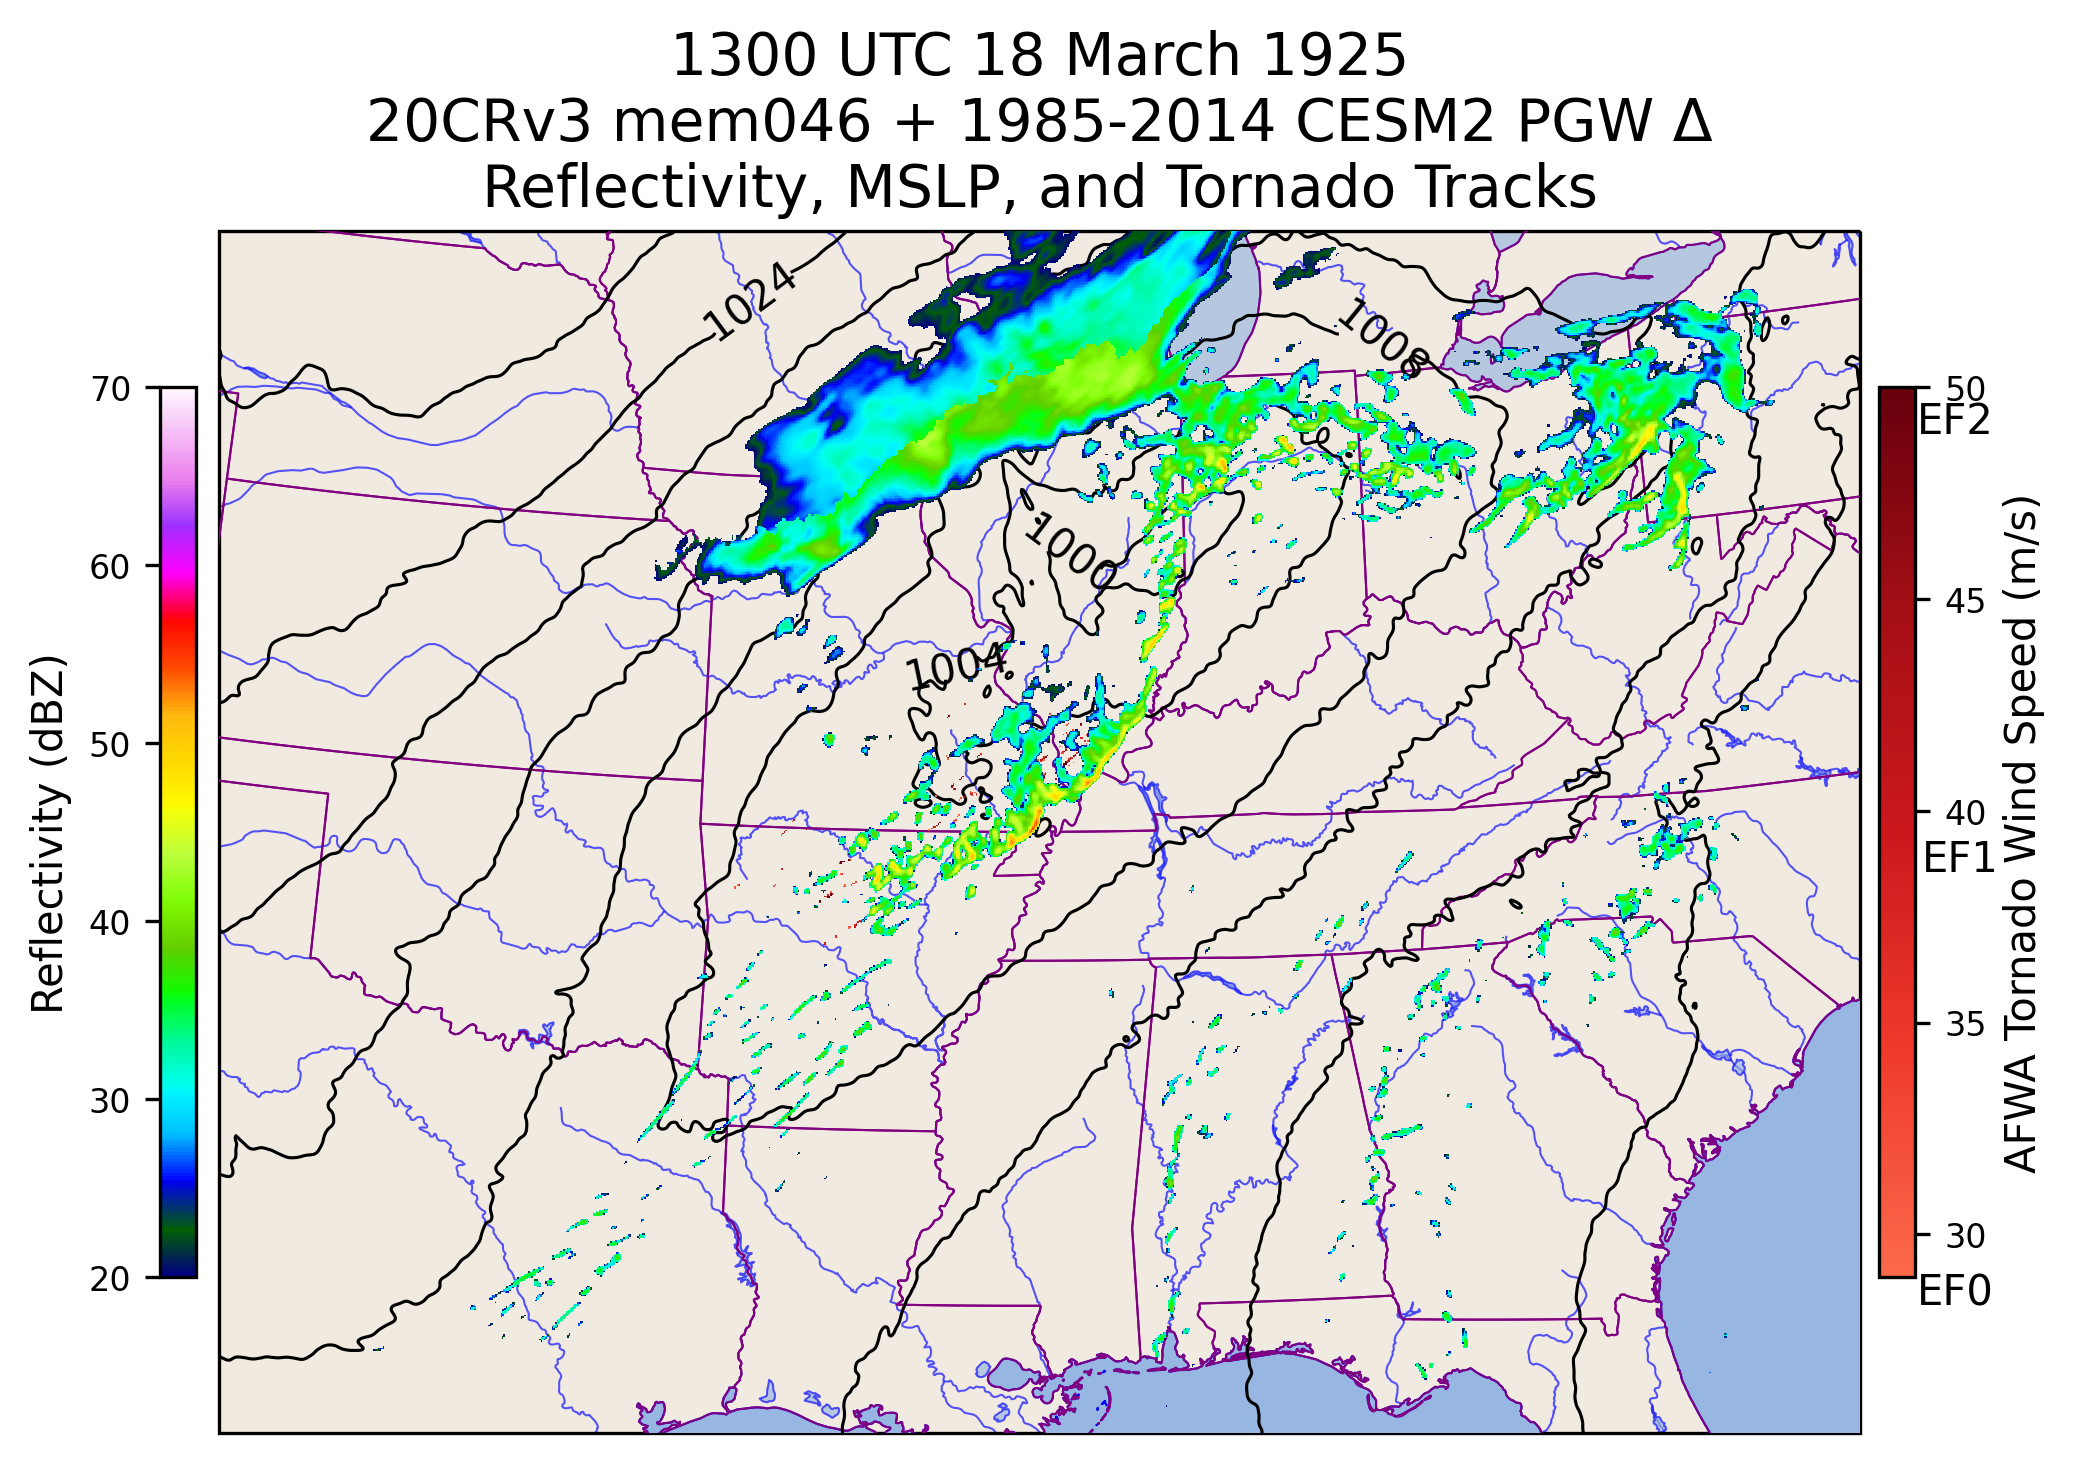 1300 UTC 18 March 1925
20CRv3 mem046 + 1985-2014 CESM2 PGW Δ
Reflectivity, MSLP, and Tornado Tracks
Reflectivity (dBZ)
70
60
50
40
30
20
1024
1008
1000
1004
50
EF2
45
40
EF1
35
30
EF0
AFWA Tornado Wind Speed (m/s)